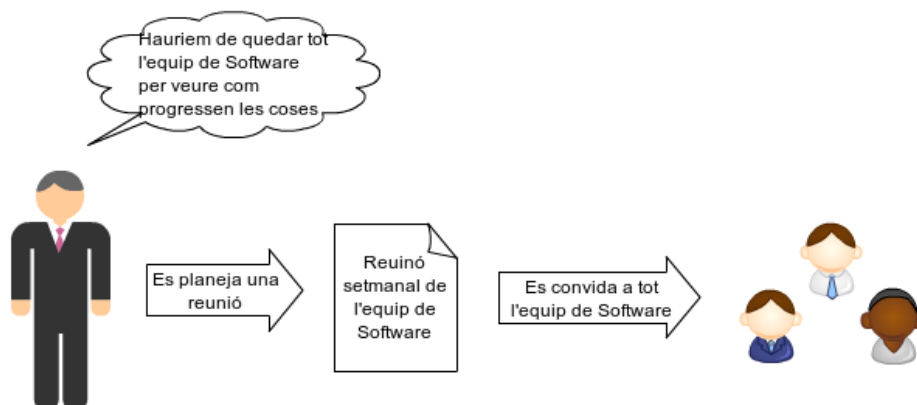 Hauriem de quedar tot
l'equip de Software
per veure com
progressen les coses
Es planeja una
reunió
Reuinó
setmanal de
l'equip de
Software
Es convida a tot
l'equip de Software